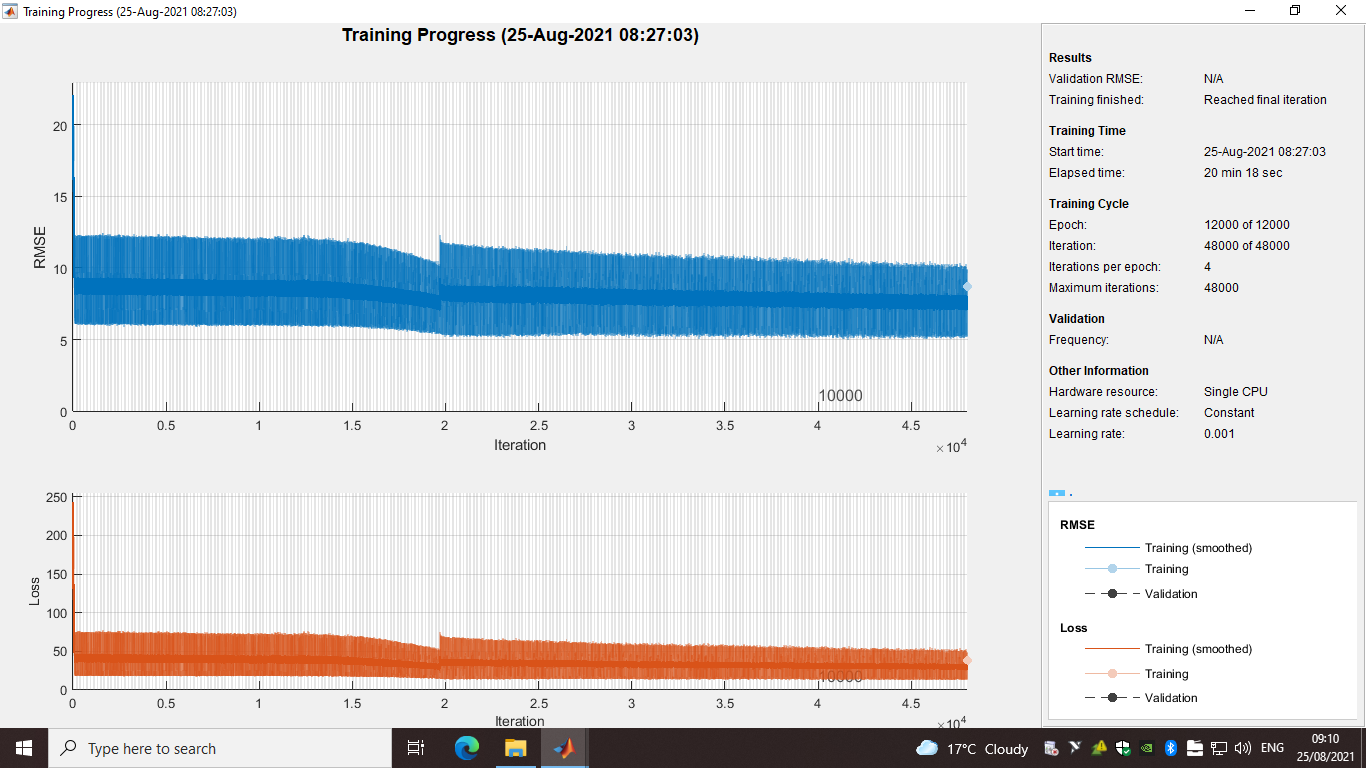 Training Progress (25-Aug-2021 08:27:03)
Training Progress (25-Aug-2021 08:27:03)
RMSE
20
15
10
5
0
10000
0 0.5 1 1.5 2 2.5 3 3.5 4 4.5
Iteration
×10^4
Loss
250
200
150
100
50
0
10000
0 0.5 1 1.5 2 2.5 3 3.5 4 4.5
Iteration
×10^4
Results
Validation RMSE: N/A
Training finished: Reached final iteration
Training Time
Start time: 25-Aug-2021 08:27:03
Elapsed time: 20 min 18 sec
Training Cycle
Epoch: 12000 of 12000
Iteration: 48000 of 48000
Iterations per epoch: 4
Maximum iterations: 48000
Validation
Frequency: N/A
Other Information
Hardware resource: Single CPU
Learning rate schedule: Constant
Learning rate: 0.001
RMSE
Training (smoothed)
Training
Validation
Loss
Training (smoothed)
Training
Validation
Type here to search
17°C Cloudy
ENG
09:10
25/08/2021